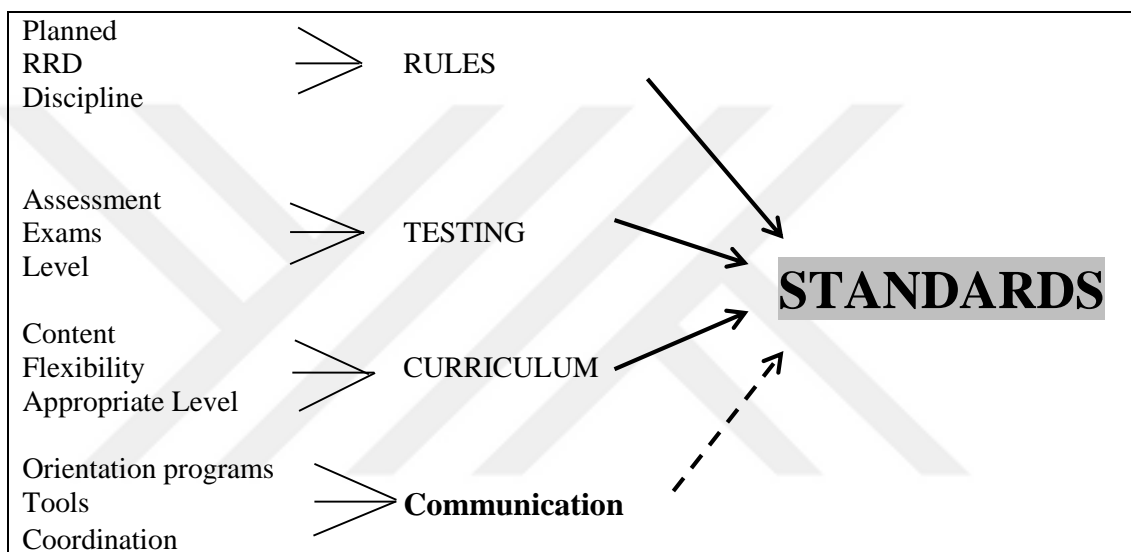 Planned
RRD
Discipline
RULES
Assessment
Exams
Level
TESTING
Content
Flexibility
Appropriate Level
CURRICULUM
Orientation programs
Tools
Coordination
Communication
STANDARDS